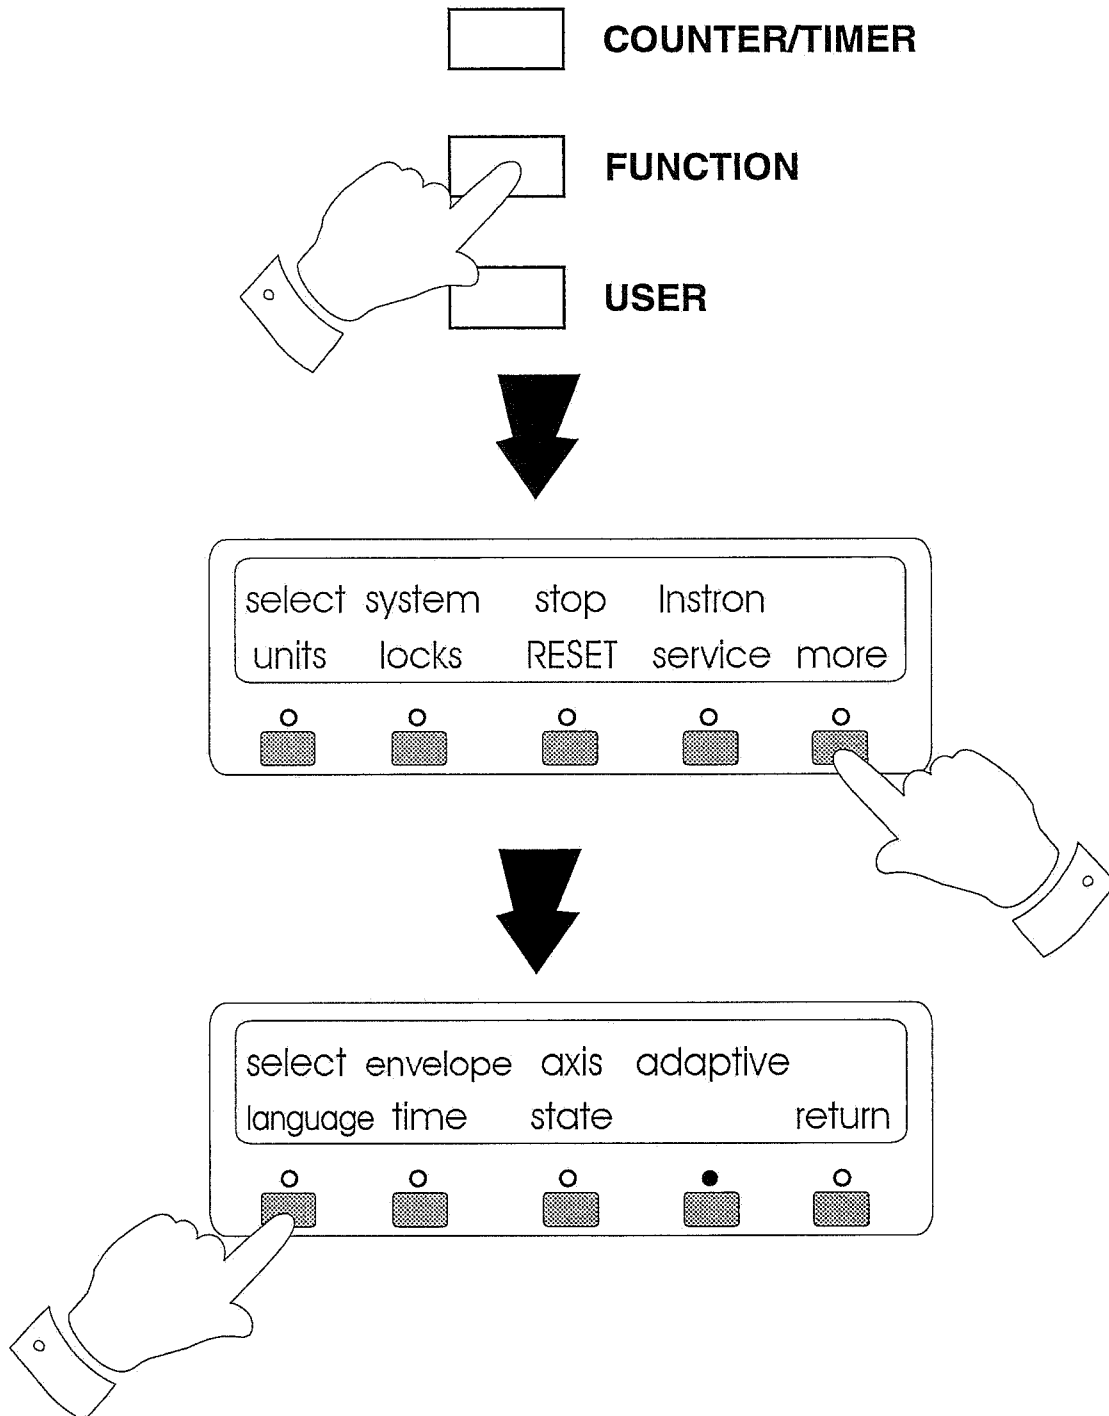 COUNTER/TIMER
FUNCTION
USER
select system stop Instron
units locks RESET service more
select envelope axis adaptive
language time state return